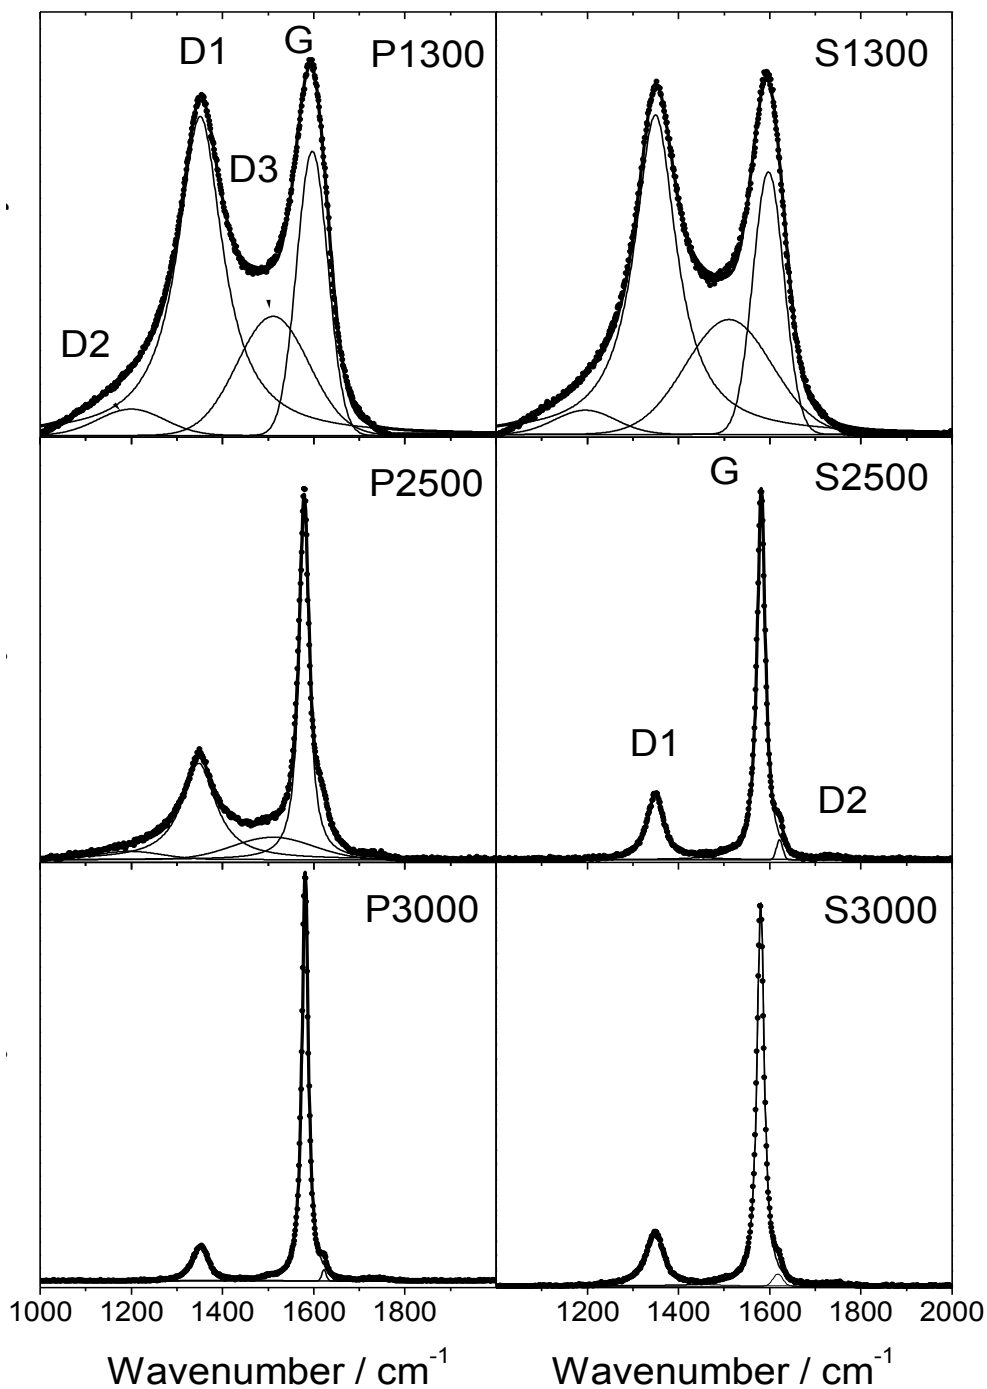 D1 G P1300
D3
D2
S1300
P2500
G S2500
D1
D2
P3000
S3000
1000 1200 1400 1600 1800
1200 1400 1600 1800 2000
Wavenumber / cm⁻¹
Wavenumber / cm⁻¹